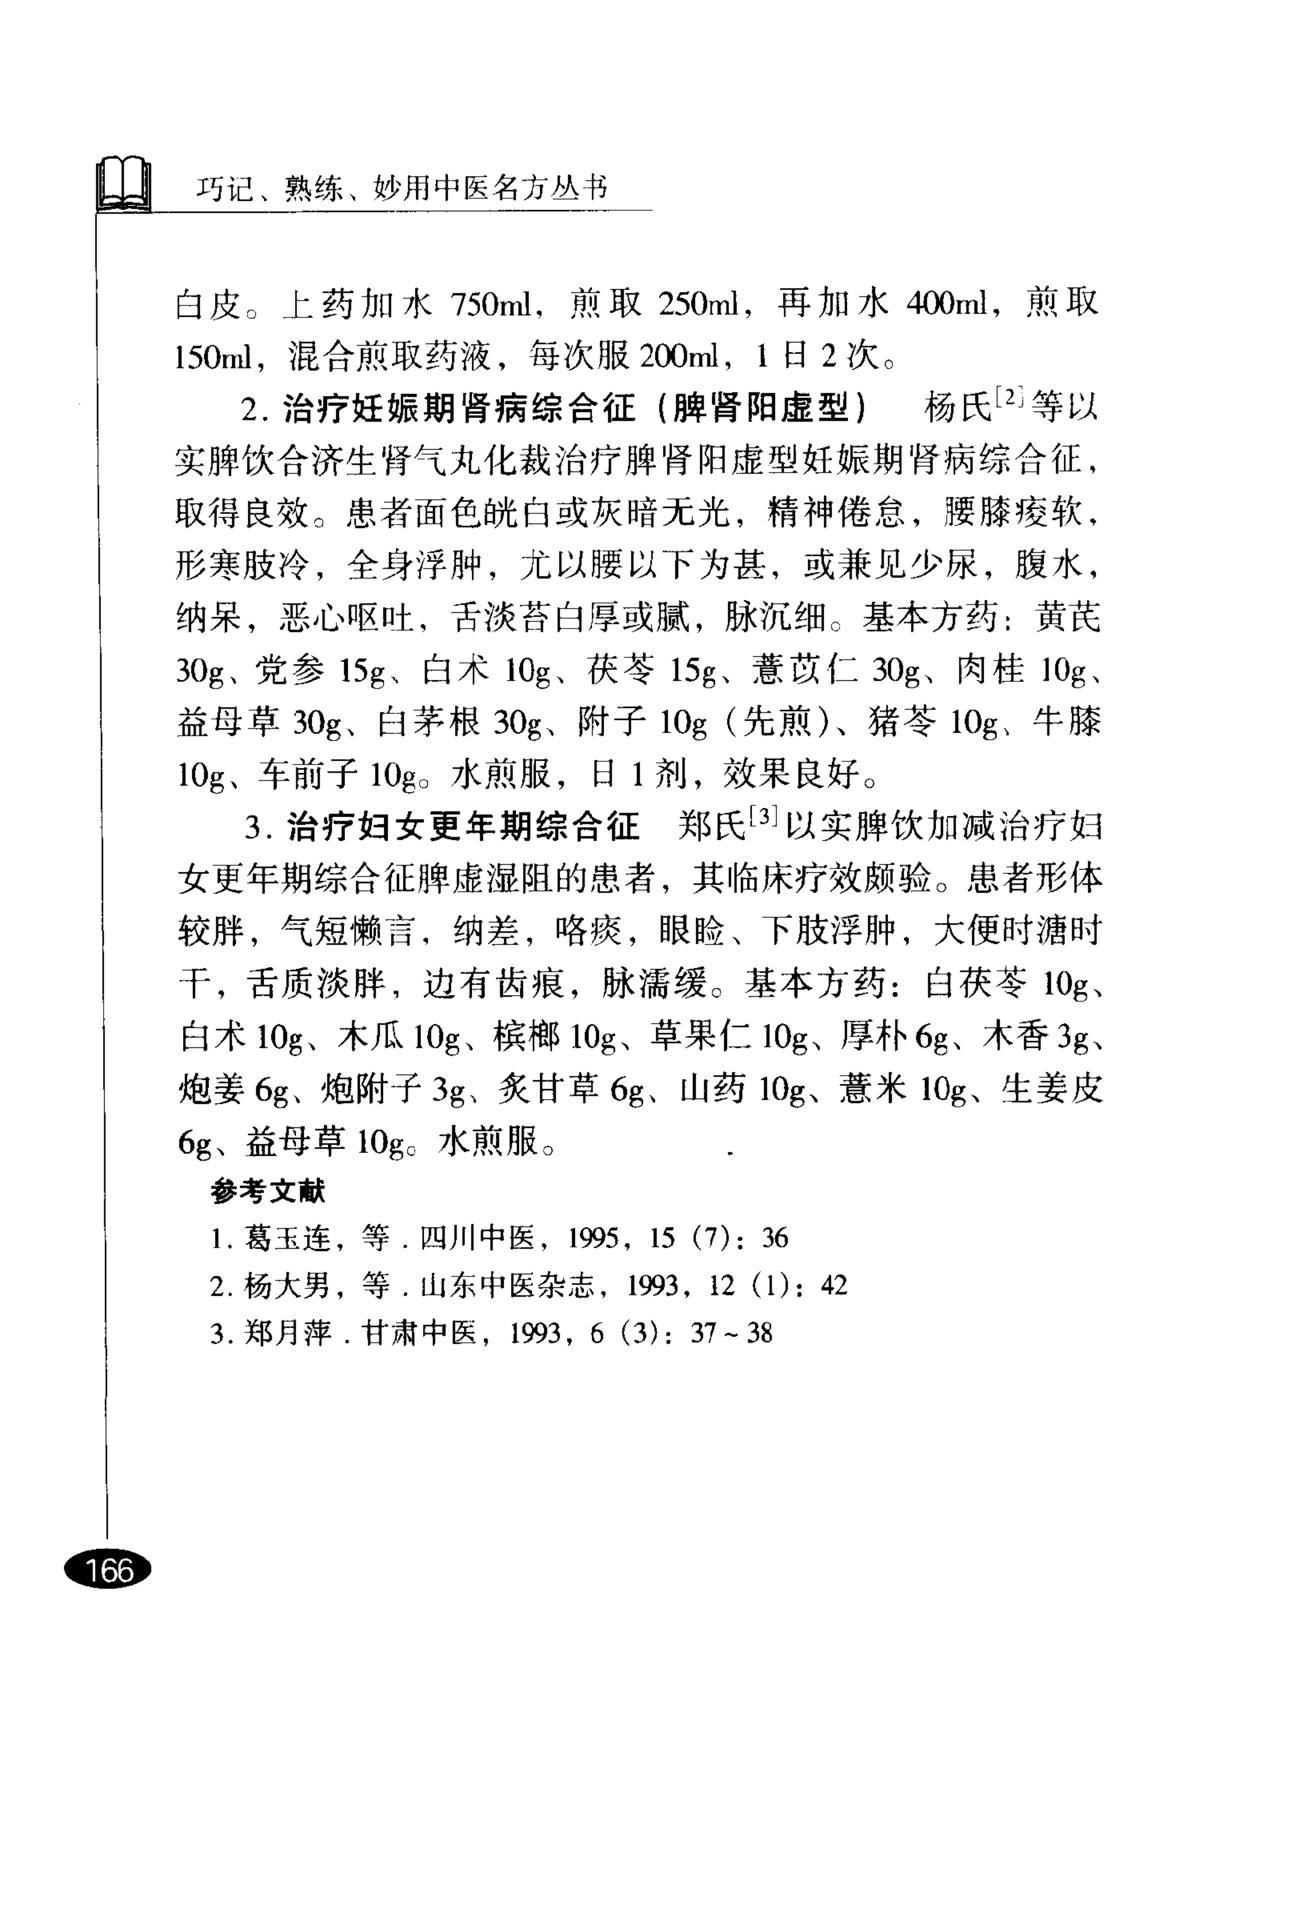 巧记、熟练、妙用中医名方丛书
白皮。上药加水 750ml，煎取 250ml，再加水 400ml，煎取
150ml，混合煎取药液，每次服 200ml，1 日 2 次。
2. 治疗妊娠期肾病综合征（脾肾阳虚型） 杨氏[2]等以
实脾饮合济生肾气丸化裁治疗脾肾阳虚型妊娠期肾病综合征，
取得良效。患者面色㿠白或灰暗无光，精神倦怠，腰膝痠软，
形寒肢冷，全身浮肿，尤以腰以下为甚，或兼见少尿，腹水，
纳呆，恶心呕吐，舌淡苔白厚或腻，脉沉细。基本方药：黄芪
30g、党参 15g、白术 10g、茯苓 15g、薏苡仁 30g、肉桂 10g、
益母草 30g、白茅根 30g、附子 10g（先煎）、猪苓 10g、牛膝
10g、车前子 10g。水煎服，日 1 剂，效果良好。
3. 治疗妇女更年期综合征 郑氏[3]以实脾饮加减治疗妇
女更年期综合征脾虚湿阻的患者，其临床疗效颇验。患者形体
较胖，气短懒言，纳差，咯痰，眼睑、下肢浮肿，大便时溏时
干，舌质淡胖，边有齿痕，脉濡缓。基本方药：白茯苓 10g、
白术 10g、木瓜 10g、槟榔 10g、草果仁 10g、厚朴 6g、木香 3g、
炮姜 6g、炮附子 3g、炙甘草 6g、山药 10g、薏米 10g、生姜皮
6g、益母草 10g。水煎服。
参考文献
1. 葛玉连，等．四川中医，1995，15（7）：36
2. 杨大男，等．山东中医杂志，1993，12（1）：42
3. 郑月萍．甘肃中医，1993，6（3）：37～38
166